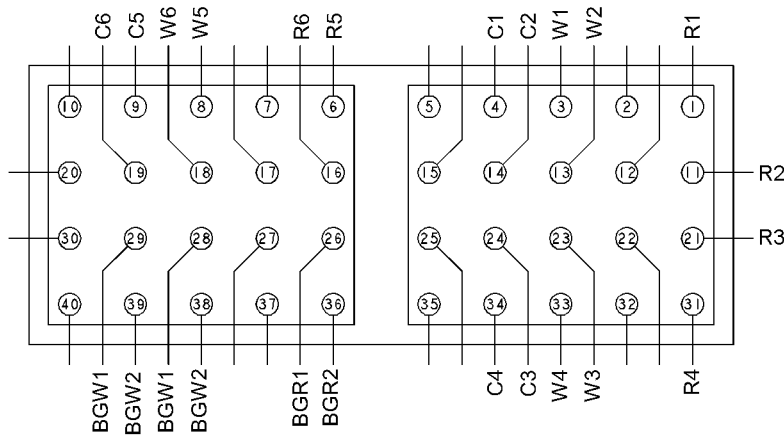 C6 C5 W6 W5 R6 R5 C1 C2 W1 W2 R1
10 9 8 7 6 5 4 3 2 1
20 19 18 17 16 15 14 13 12 11 R2
30 29 28 27 26 25 24 23 22 21 R3
40 39 38 37 36 35 34 33 32 31
BGW1 BGW2 BGW1 BGW2 BGR1 BGR2 C4 C3 W4 W3 R4